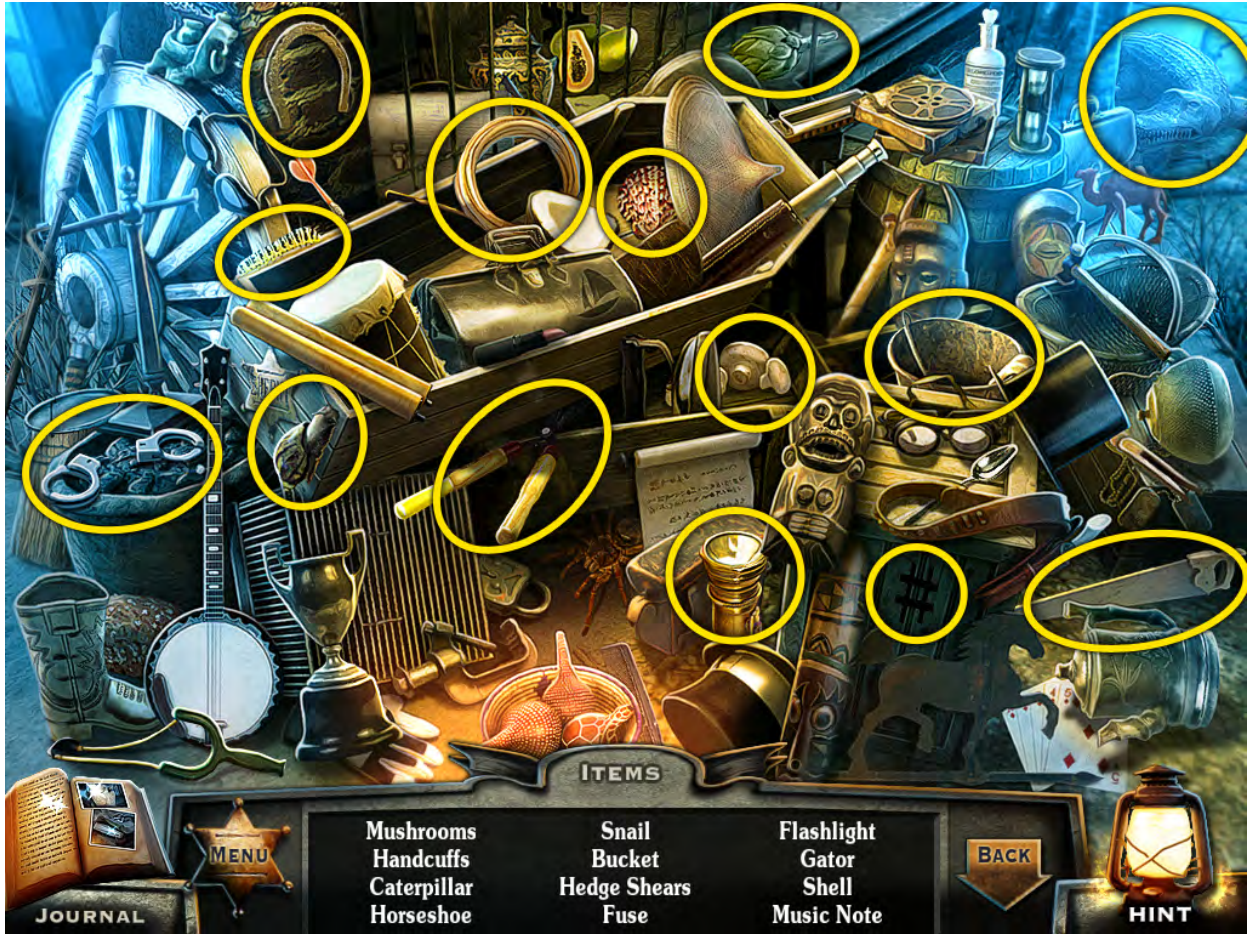 ITEMS
Mushrooms
Snail
Flashlight
Handcuffs
Bucket
Gator
Caterpillar
Hedge Shears
Shell
Horseshoe
Fuse
Music Note
MENU
BACK
JOURNAL
HINT